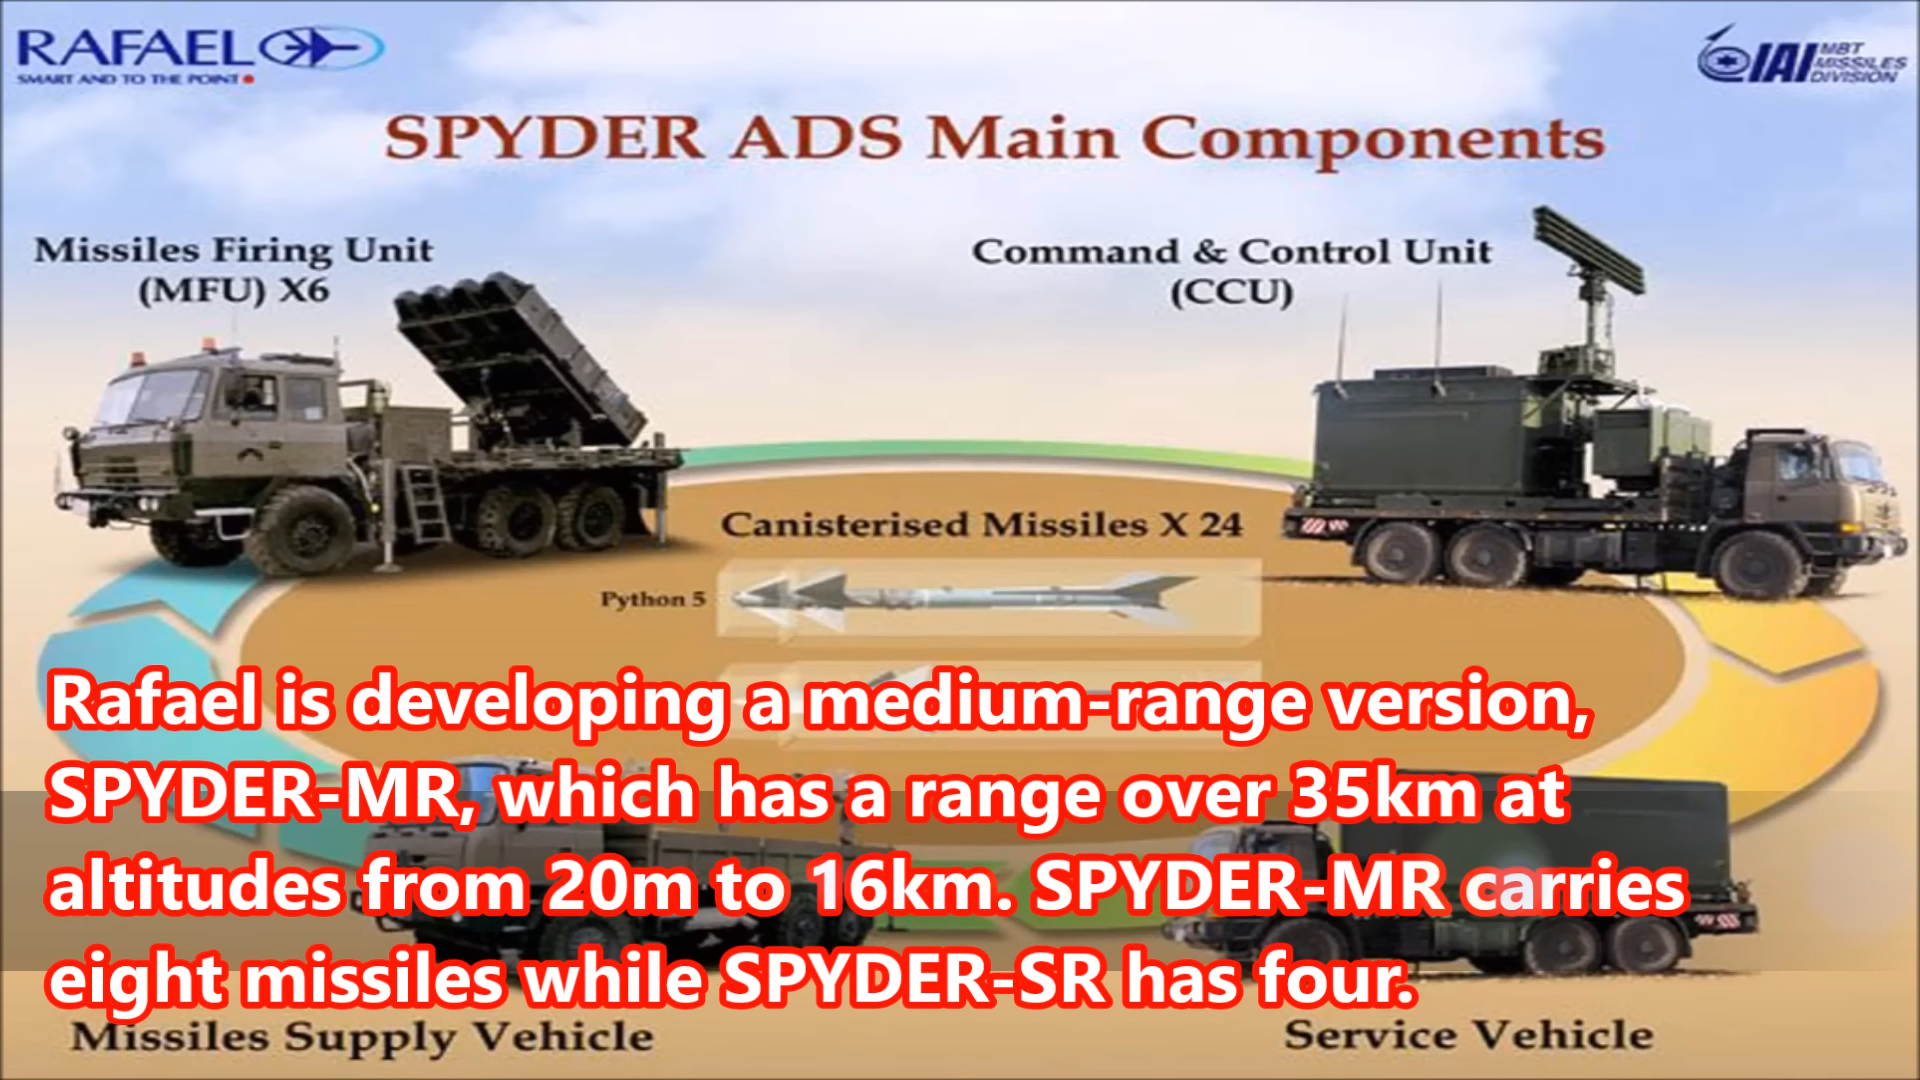 RAFAEL
SMART AND TO THE POINT
IAI MBT
MISSILES
DIVISION
SPYDER ADS Main Components
Missiles Firing Unit
(MFU) X6
Command & Control Unit
(CCU)
Canisterised Missiles X 24
Python 5
Rafael is developing a medium-range version,
SPYDER-MR, which has a range over 35km at
altitudes from 20m to 16km. SPYDER-MR carries
eight missiles while SPYDER-SR has four.
Missiles Supply Vehicle
Service Vehicle